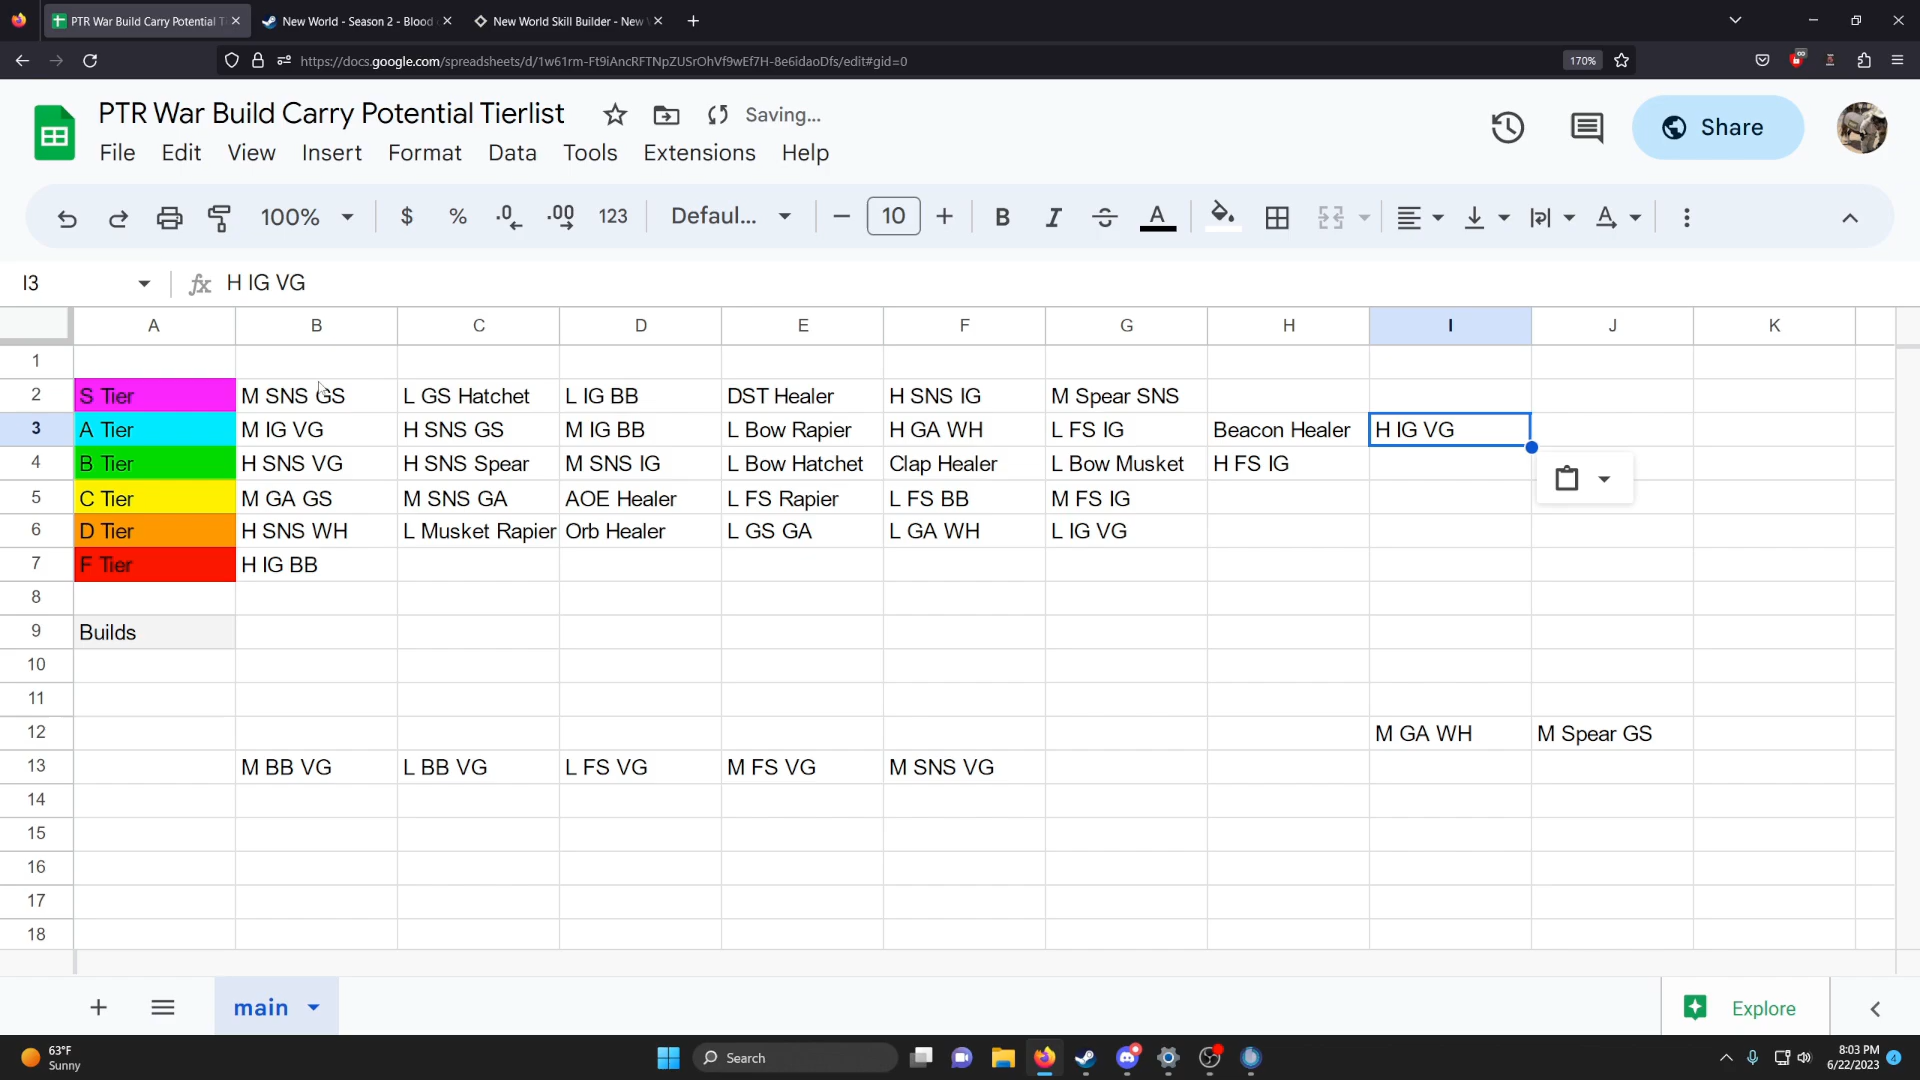 PTR War Build Carry Potential T
New World - Season 2 - Blood
New World Skill Builder - New
https://docs.google.com/spreadsheets/d/1w61rm-Ft9iAncRFTNpZUSrOhVf9wEf7H-8e6idaoDfs/edit#gid=0
170%
PTR War Build Carry Potential Tierlist
Saving...
Share
File Edit View Insert Format Data Tools Extensions Help
100% $ % .0 .00 123 Defaul... 10 B I S A
I3 fx H IG VG
A B C D E F G H I J K
1
2 S Tier M SNS GS L GS Hatchet L IG BB DST Healer H SNS IG M Spear SNS
3 A Tier M IG VG H SNS GS M IG BB L Bow Rapier H GA WH L FS IG Beacon Healer H IG VG
4 B Tier H SNS VG H SNS Spear M SNS IG L Bow Hatchet Clap Healer L Bow Musket H FS IG
5 C Tier M GA GS M SNS GA AOE Healer L FS Rapier L FS BB M FS IG
6 D Tier H SNS WH L Musket Rapier Orb Healer L GS GA L GA WH L IG VG
7 F Tier H IG BB
8
9 Builds
10
11
12 M GA WH M Spear GS
13 M BB VG L BB VG L FS VG M FS VG M SNS VG
14
15
16
17
18
main
Explore
63°F
Sunny
Search
8:03 PM
6/22/2023
4